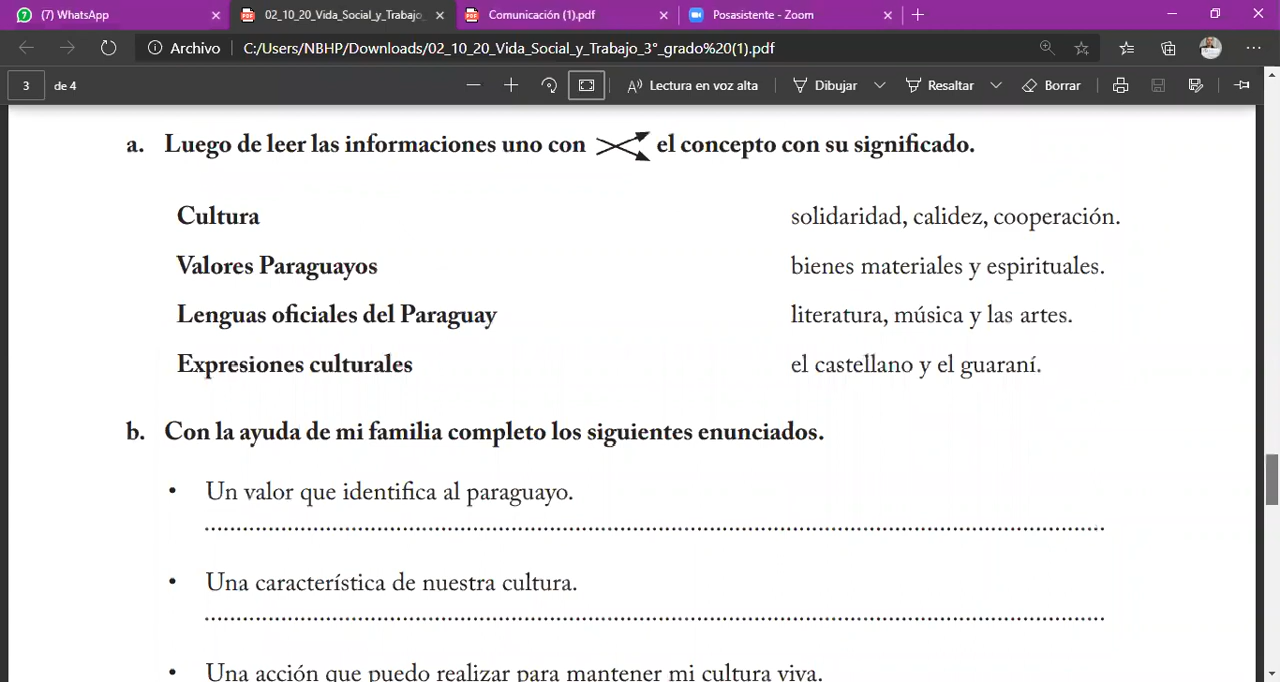 (7) WhatsApp
02_10_20_Vida_Social_y_Trabajo_
Comunicación (1).pdf
Posasistente - Zoom
Archivo
C:/Users/NBHP/Downloads/02_10_20_Vida_Social_y_Trabajo_3°_grado%20(1).pdf
3 de 4
Lectura en voz alta
Dibujar
Resaltar
Borrar
a. Luego de leer las informaciones uno con el concepto con su significado.
Cultura solidaridad, calidez, cooperación.
Valores Paraguayos bienes materiales y espirituales.
Lenguas oficiales del Paraguay literatura, música y las artes.
Expresiones culturales el castellano y el guaraní.
b. Con la ayuda de mi familia completo los siguientes enunciados.
• Un valor que identifica al paraguayo.
• Una característica de nuestra cultura.
• Una acción que puedo realizar para mantener mi cultura viva.